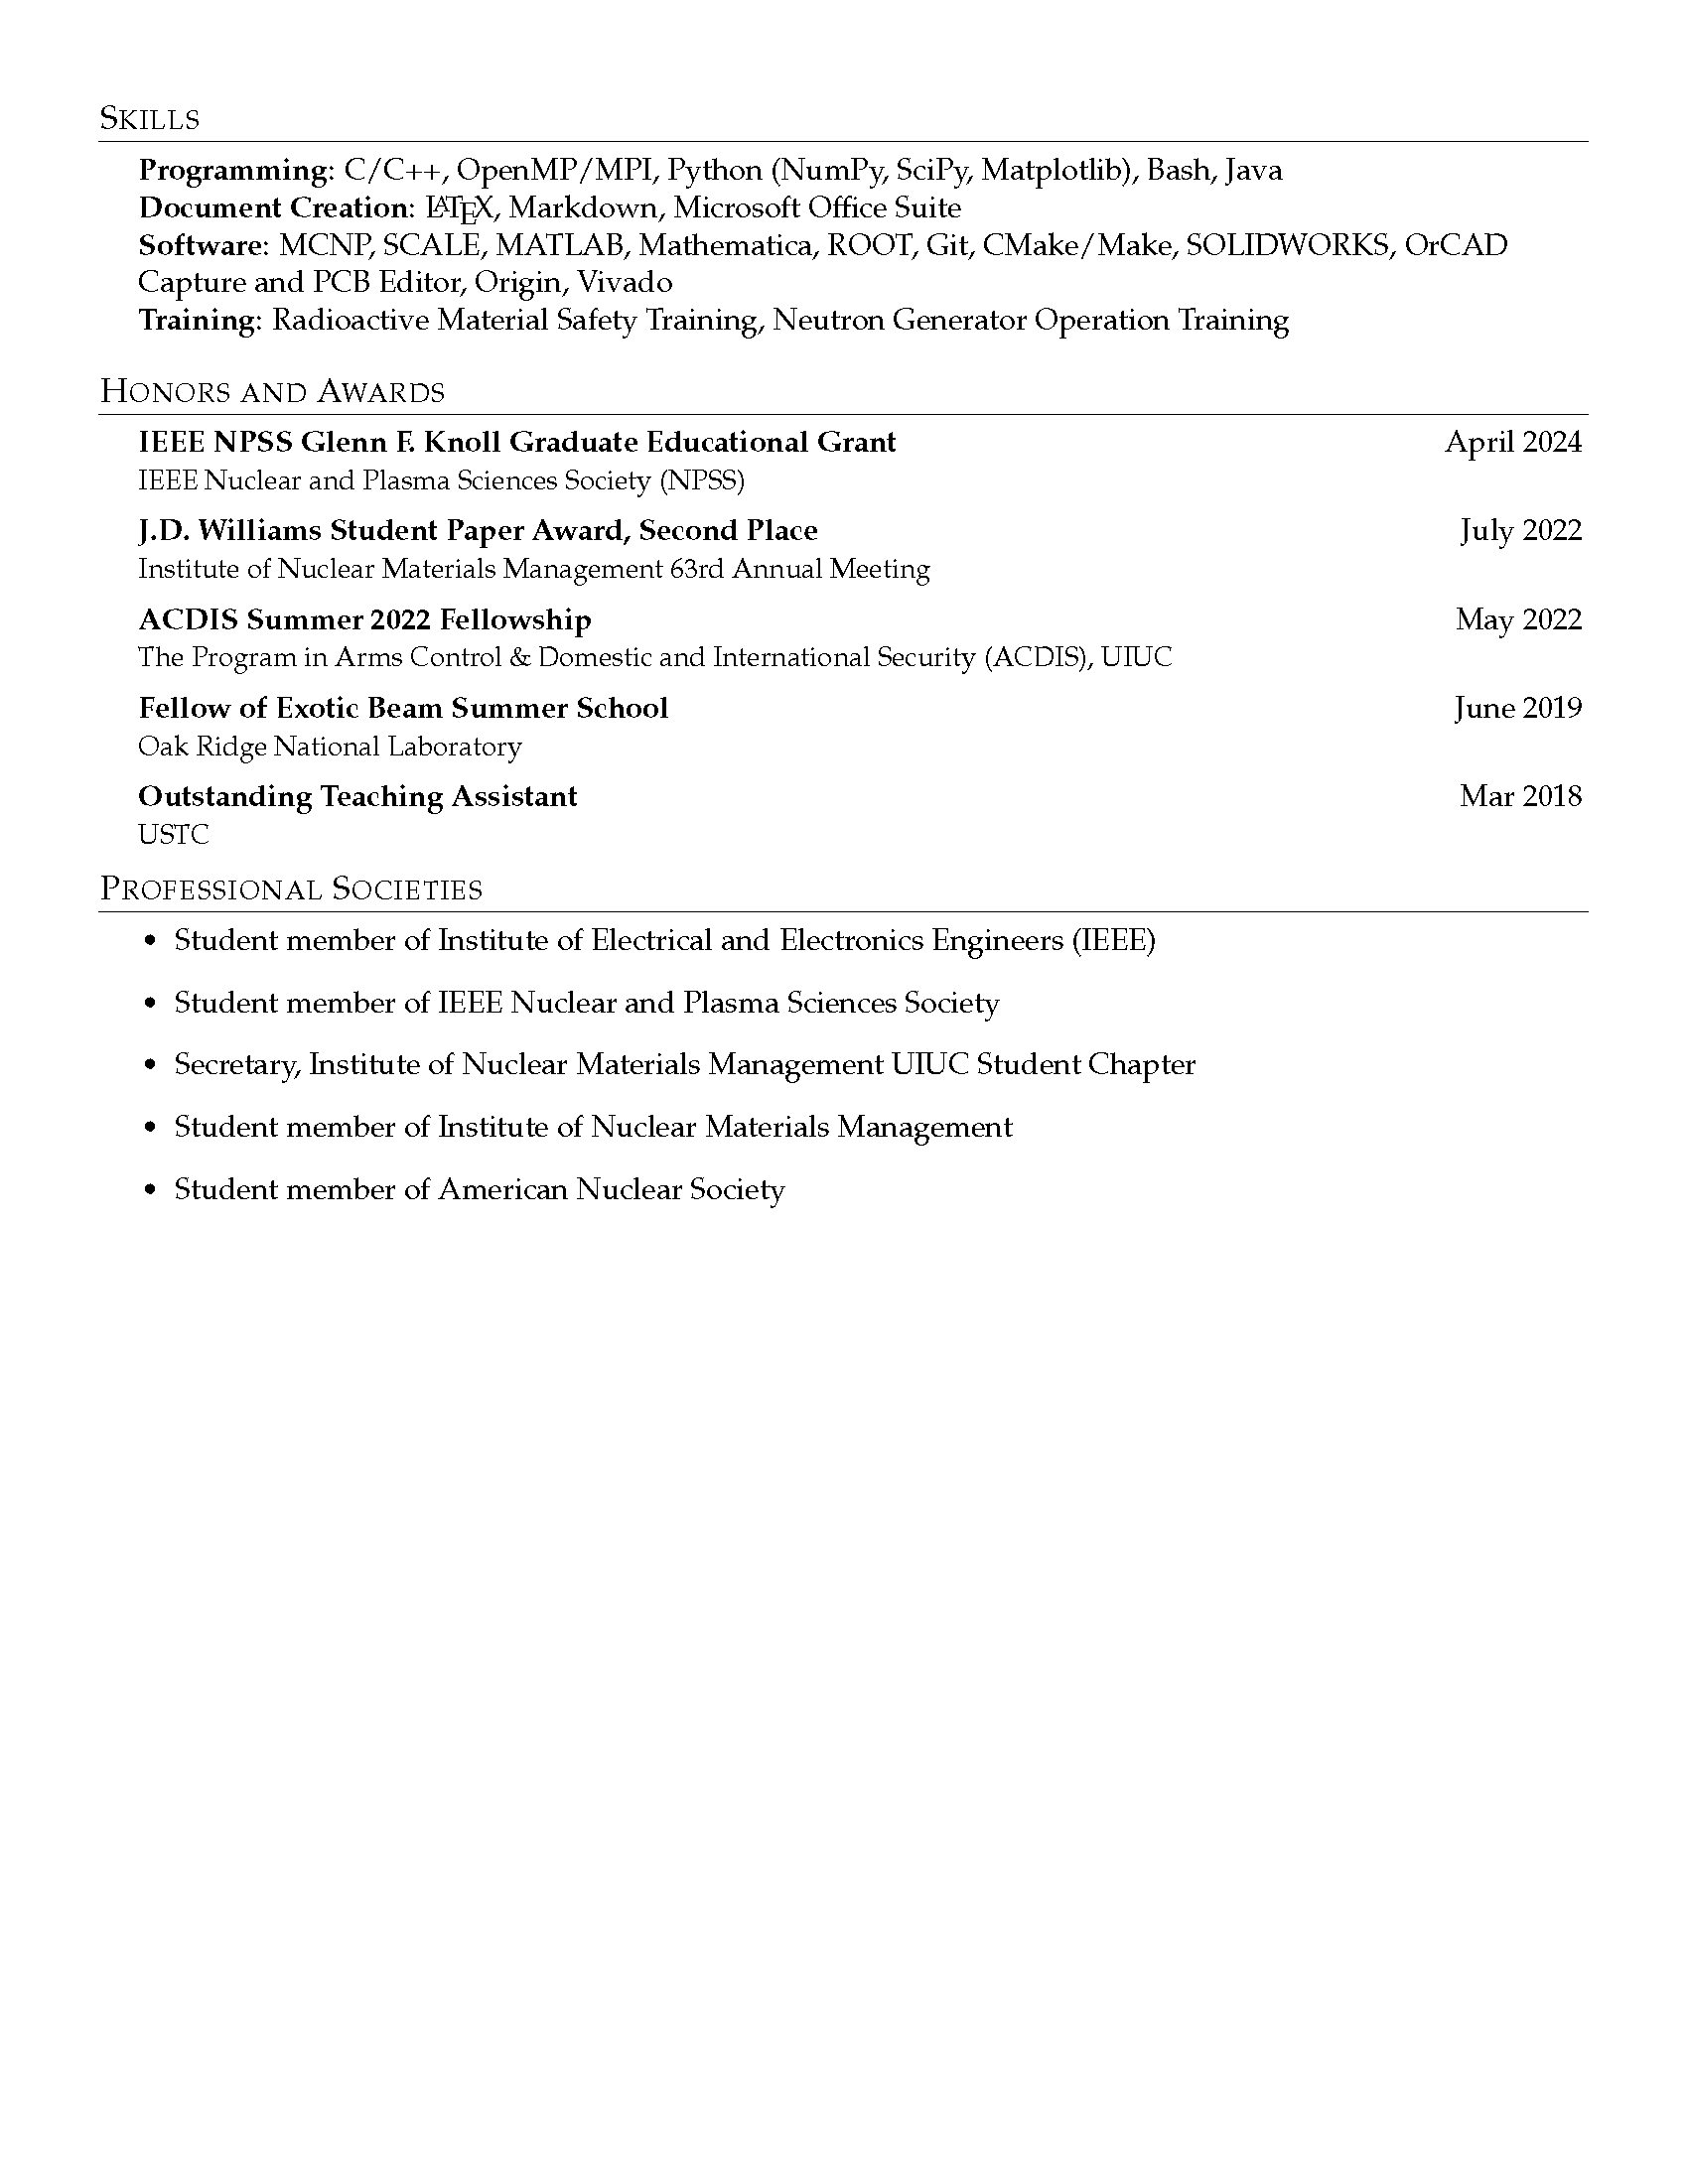 SKILLS
Programming: C/C++, OpenMP/MPI, Python (NumPy, SciPy, Matplotlib), Bash, Java
Document Creation: LATEX, Markdown, Microsoft Office Suite
Software: MCNP, SCALE, MATLAB, Mathematica, ROOT, Git, CMake/Make, SOLIDWORKS, OrCAD
Capture and PCB Editor, Origin, Vivado
Training: Radioactive Material Safety Training, Neutron Generator Operation Training
HONORS AND AWARDS
IEEE NPSS Glenn F. Knoll Graduate Educational Grant April 2024
IEEE Nuclear and Plasma Sciences Society (NPSS)
J.D. Williams Student Paper Award, Second Place July 2022
Institute of Nuclear Materials Management 63rd Annual Meeting
ACDIS Summer 2022 Fellowship May 2022
The Program in Arms Control & Domestic and International Security (ACDIS), UIUC
Fellow of Exotic Beam Summer School June 2019
Oak Ridge National Laboratory
Outstanding Teaching Assistant Mar 2018
USTC
PROFESSIONAL SOCIETIES
• Student member of Institute of Electrical and Electronics Engineers (IEEE)
• Student member of IEEE Nuclear and Plasma Sciences Society
• Secretary, Institute of Nuclear Materials Management UIUC Student Chapter
• Student member of Institute of Nuclear Materials Management
• Student member of American Nuclear Society